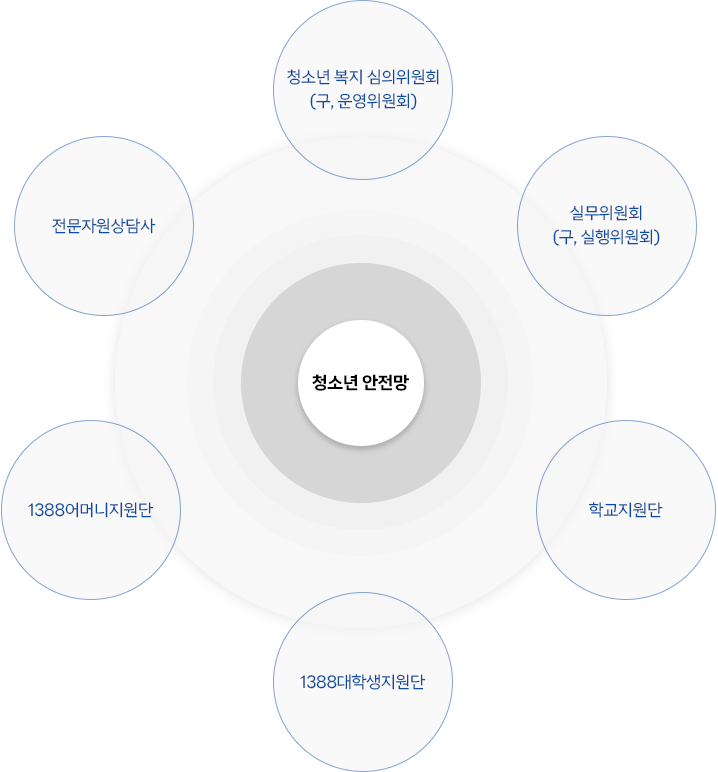 청소년 복지 심의위원회
(구, 운영위원회)
전문자원상담사
실무위원회
(구, 실행위원회)
청소년 안전망
1388어머니지원단
학교지원단
1388대학생지원단